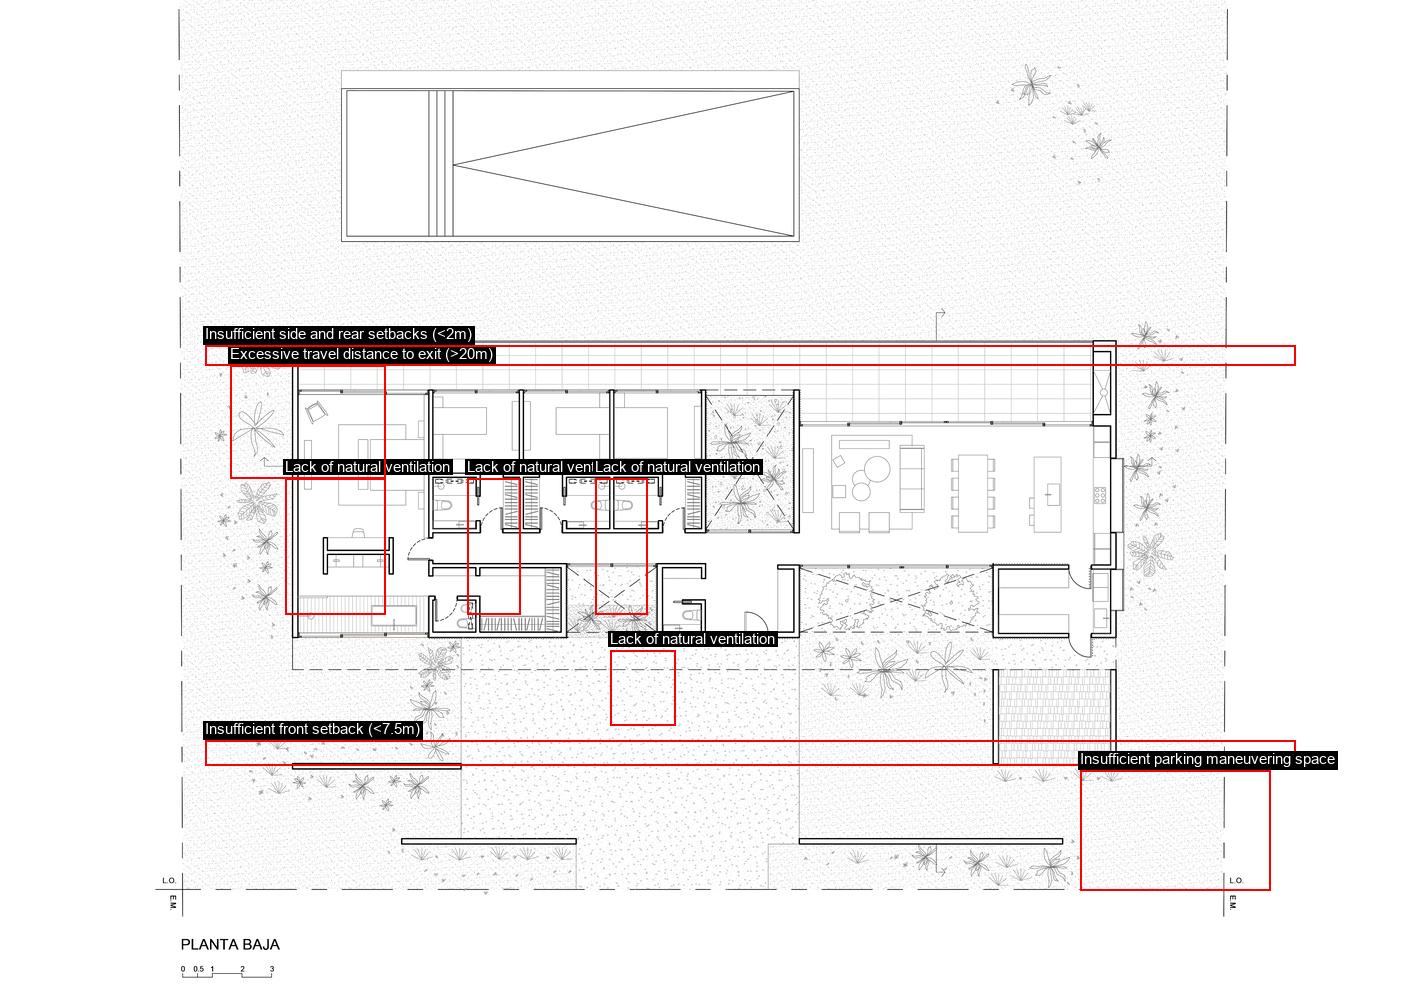 Insufficient side and rear setbacks (<2m)
Excessive travel distance to exit (>20m)
Lack of natural ventilation
Lack of natural vent
Lack of natural ventilation
Lack of natural ventilation
Insufficient front setback (<7.5m)
Insufficient parking maneuvering space
L.O.
E.M.
L.O.
E.M.
PLANTA BAJA
0 0.5 1 2 3